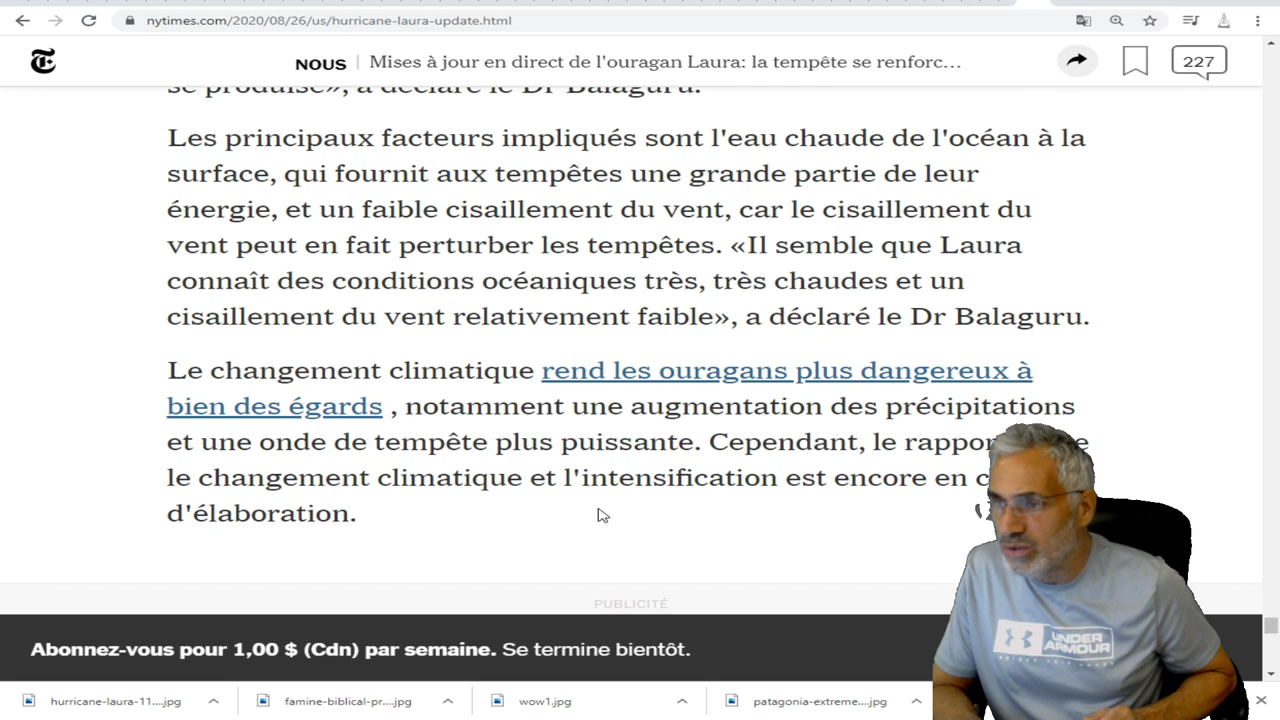 nytimes.com/2020/08/26/us/hurricane-laura-update.html
NOUS | Mises à jour en direct de l'ouragan Laura: la tempête se renforc…
227
se produise», a déclaré le Dr Balaguru.
Les principaux facteurs impliqués sont l'eau chaude de l'océan à la
surface, qui fournit aux tempêtes une grande partie de leur
énergie, et un faible cisaillement du vent, car le cisaillement du
vent peut en fait perturber les tempêtes. «Il semble que Laura
connaît des conditions océaniques très, très chaudes et un
cisaillement du vent relativement faible», a déclaré le Dr Balaguru.
Le changement climatique rend les ouragans plus dangereux à
bien des égards , notamment une augmentation des précipitations
et une onde de tempête plus puissante. Cependant, le
le changement climatique et l'intensification est encore en
d'élaboration.
PUBLICITÉ
Abonnez-vous pour 1,00 $ (Cdn) par semaine. Se termine bientôt.
hurricane-laura-11....jpg
famine-biblical-pr....jpg
wow1.jpg
patagonia-extreme....jpg
UNDER
ARMOUR